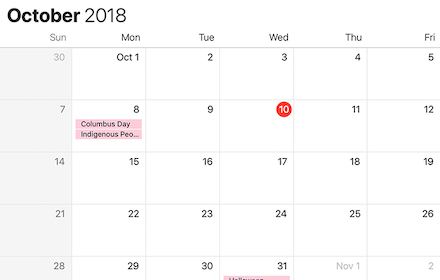 October 2018
Sun Mon Tue Wed Thu Fri
30 Oct 1 2 3 4 5
7 8 9 10 11 12
Columbus Day
Indigenous Peo...
14 15 16 17 18 19
21 22 23 24 25 26
28 29 30 31 Nov 1 2